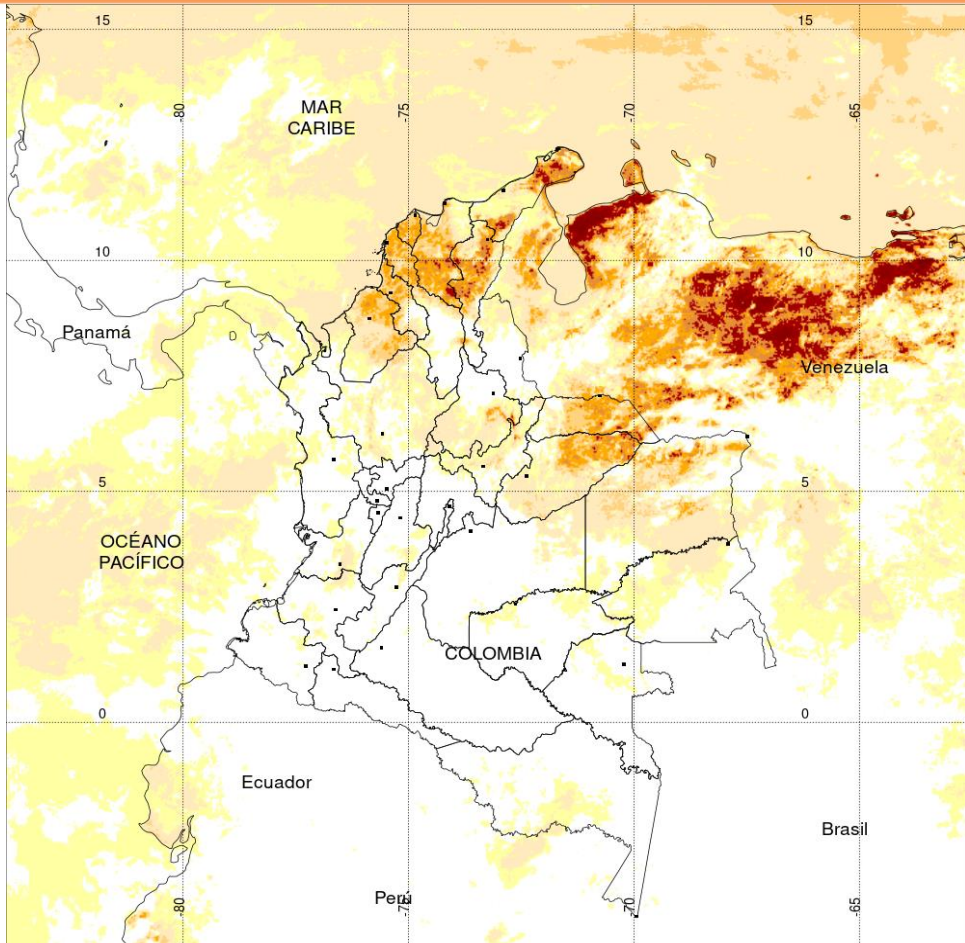 15
15
-80
-75
-70
-65
MAR
CARIBE
10
10
Panamá
Venezuela
5
5
OCÉANO
PACÍFICO
COLOMBIA
0
0
Ecuador
Brasil
Perú
-80
-75
-70
-65